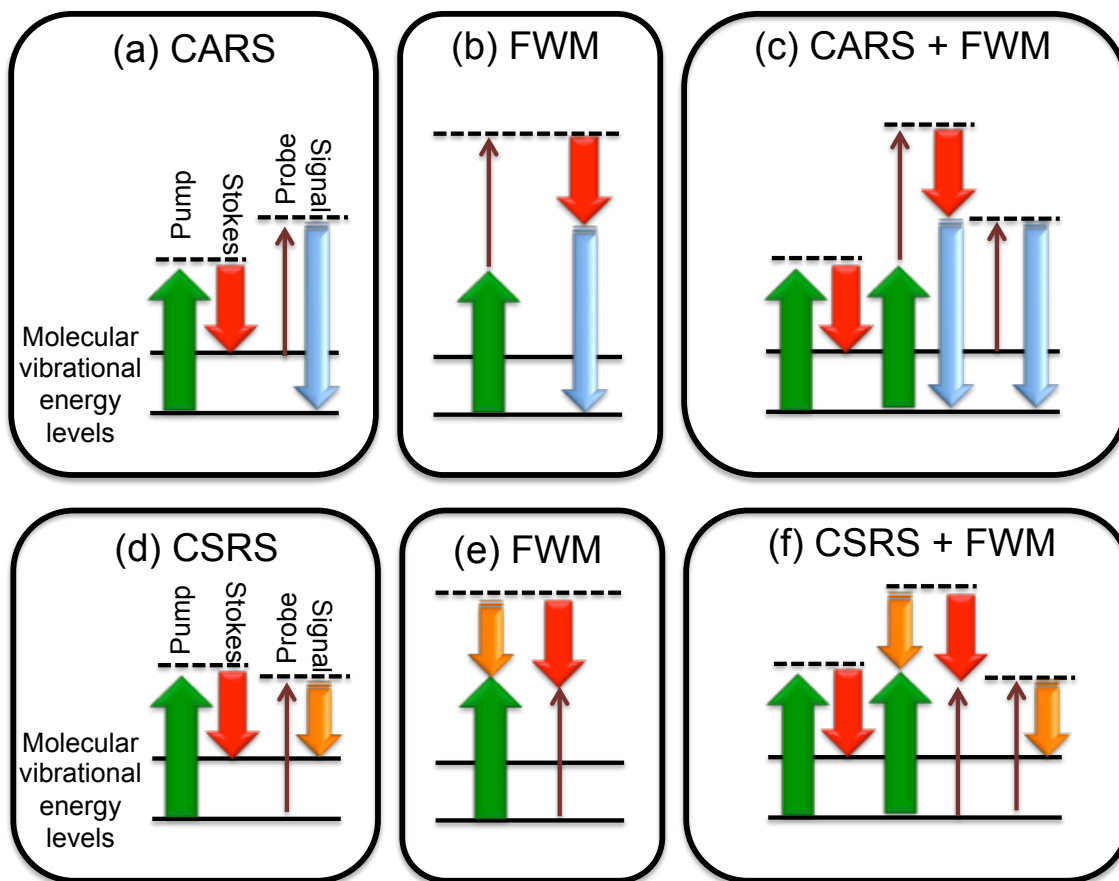 (a) CARS
Pump
Stokes
Probe
Signal
Molecular
vibrational
energy
levels
(b) FWM
(c) CARS + FWM
(d) CSRS
Pump
Stokes
Probe
Signal
Molecular
vibrational
energy
levels
(e) FWM
(f) CSRS + FWM